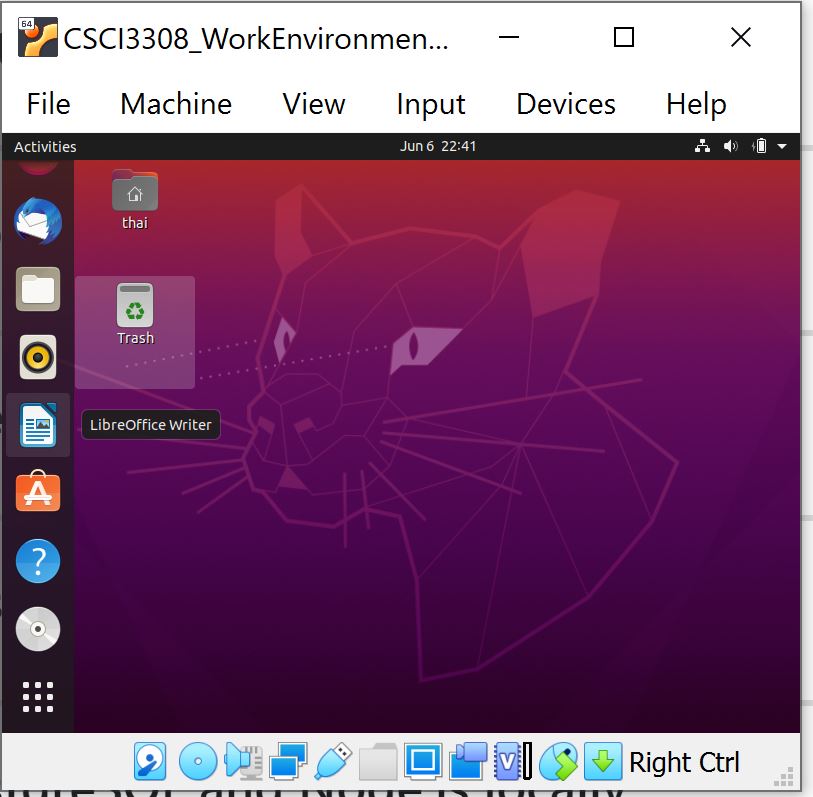 64
CSCI3308_WorkEnvironmen...
File Machine View Input Devices Help
Activities
Jun 6 22:41
thai
Trash
LibreOffice Writer
Right Ctrl